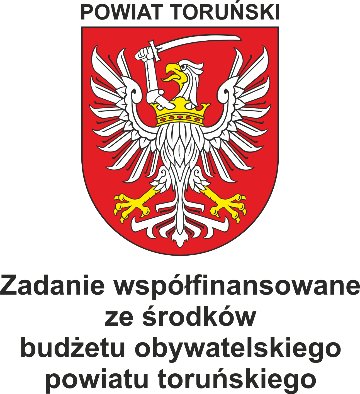 POWIAT TORUŃSKI
Zadanie współfinansowane
ze środków
budżetu obywatelskiego
powiatu toruńskiego